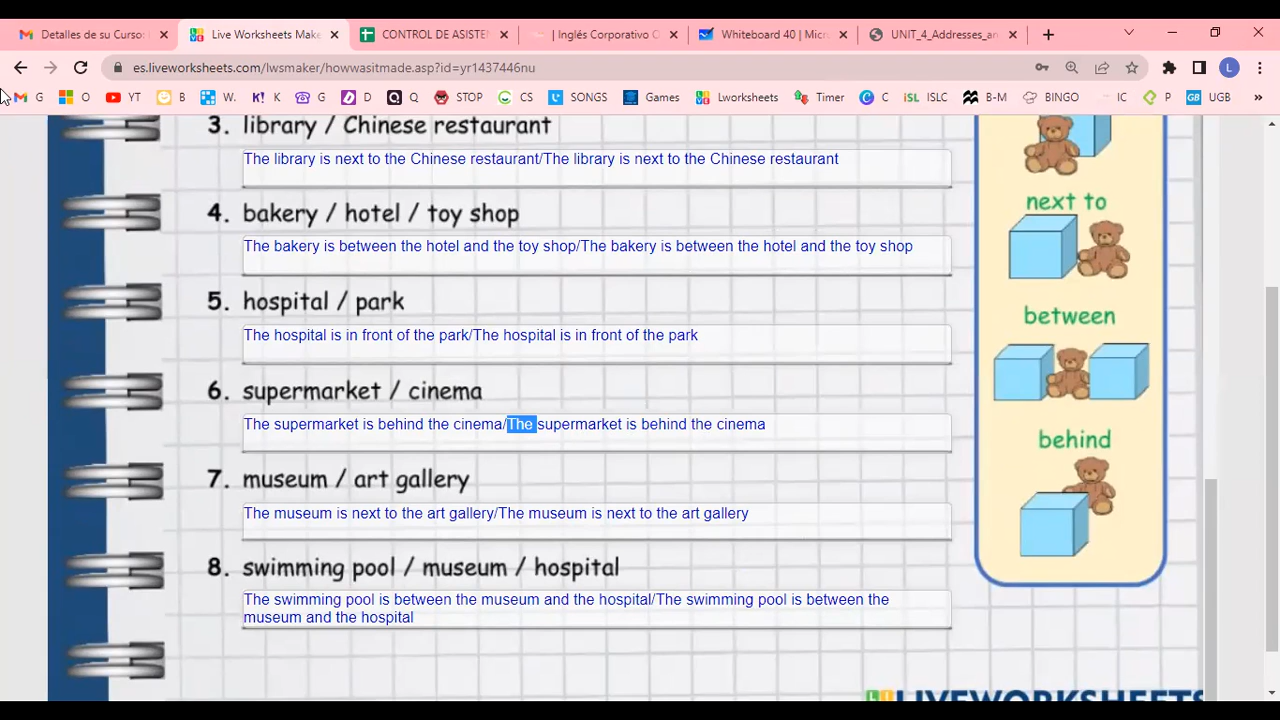 Detalles de su Curso:
Live Worksheets Make
CONTROL DE ASISTEN
| Inglés Corporativo O
Whiteboard 40 | Micr
UNIT_4_Addresses_an
es.liveworksheets.com/lwsmaker/howwasitmade.asp?id=yr1437446nu
L
G
O
YT
B
W.
K
G
D
Q
STOP
CS
SONGS
Games
Lworksheets
Timer
C
ISLC
B-M
BINGO
IC
P
UGB
3. library / Chinese restaurant
The library is next to the Chinese restaurant/The library is next to the Chinese restaurant
next to
4. bakery / hotel / toy shop
The bakery is between the hotel and the toy shop/The bakery is between the hotel and the toy shop
5. hospital / park
The hospital is in front of the park/The hospital is in front of the park
between
6. supermarket / cinema
The supermarket is behind the cinema/The supermarket is behind the cinema
behind
7. museum / art gallery
The museum is next to the art gallery/The museum is next to the art gallery
8. swimming pool / museum / hospital
The swimming pool is between the museum and the hospital/The swimming pool is between the
museum and the hospital
LIVEWORKSHEETS